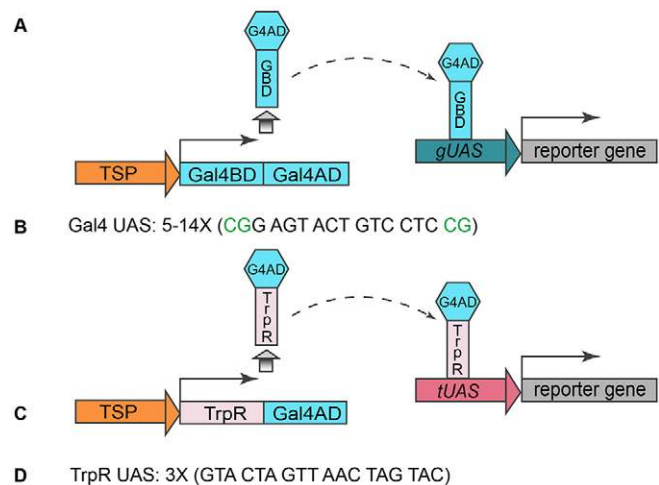 A
G4AD
GBD
G4AD
GBD
TSP
Gal4BD
Gal4AD
gUAS
reporter gene
B
Gal4 UAS: 5-14X (CGG AGT ACT GTC CTC CG)
G4AD
TrpR
G4AD
TrpR
C
TSP
TrpR
Gal4AD
tUAS
reporter gene
D
TrpR UAS: 3X (GTA CTA GTT AAC TAG TAC)